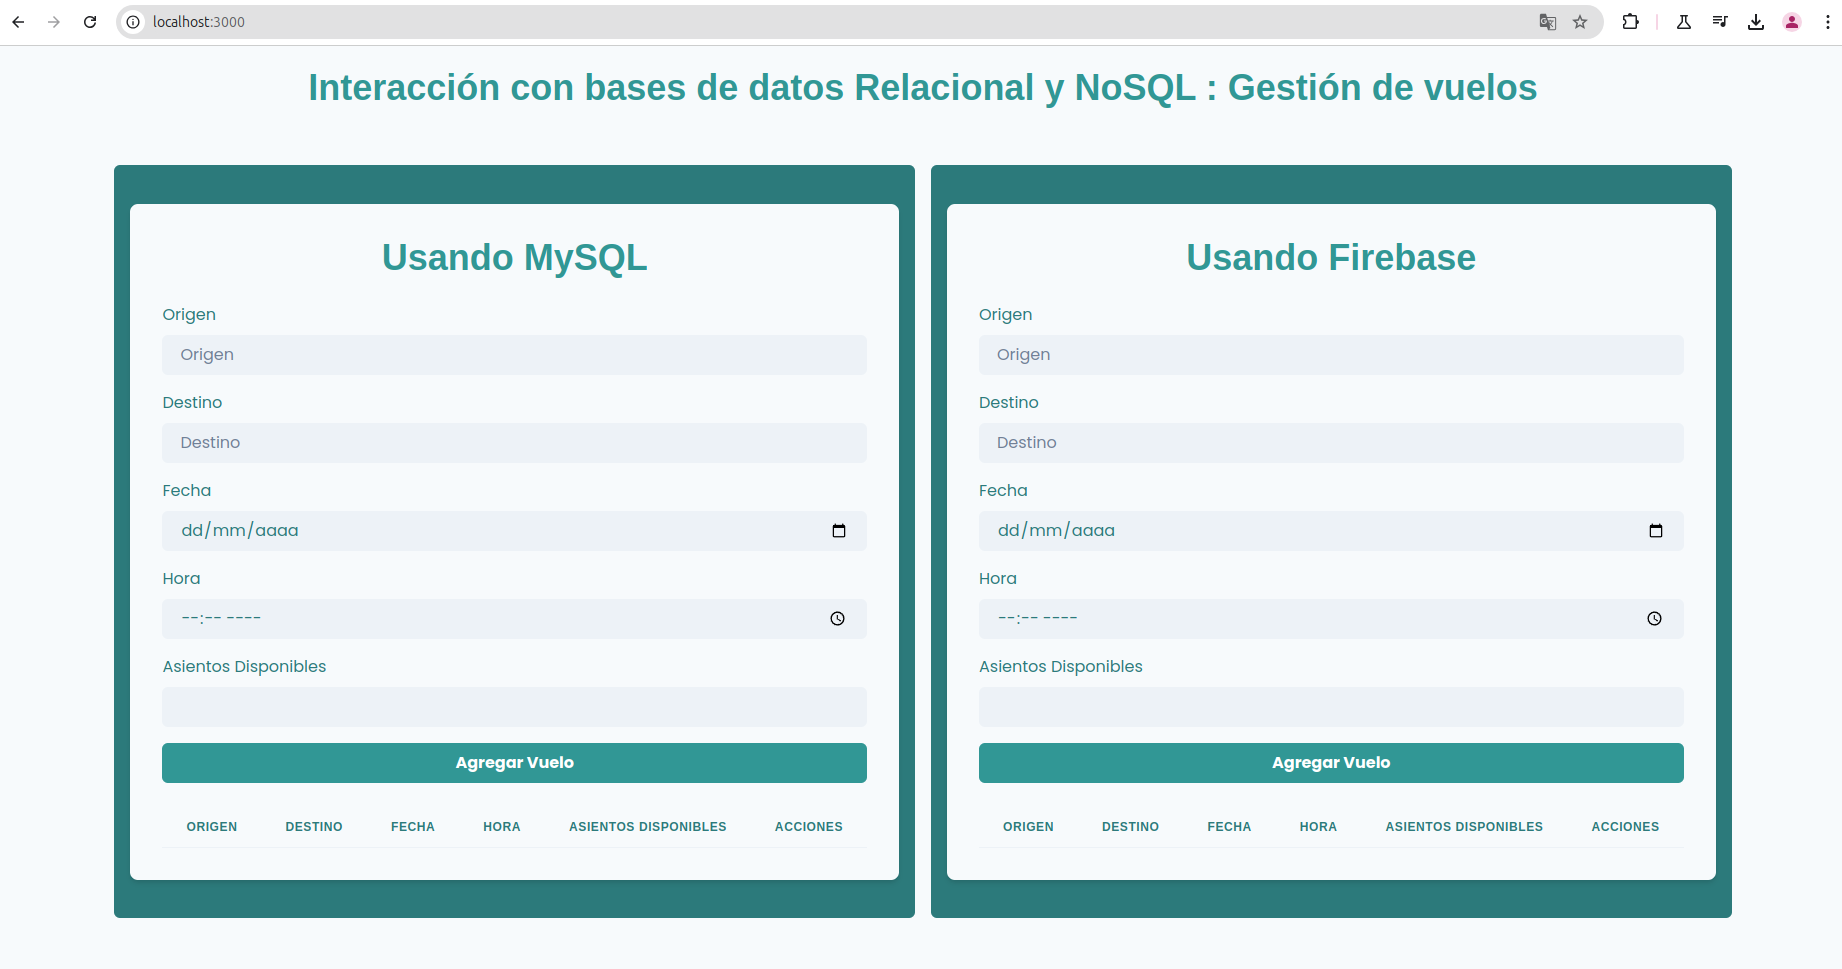 localhost:3000
Interacción con bases de datos Relacional y NoSQL : Gestión de vuelos
Usando MySQL
Origen
Origen
Destino
Destino
Fecha
dd/mm/aaaa
Hora
--:-- ----
Asientos Disponibles
Agregar Vuelo
ORIGEN DESTINO FECHA HORA ASIENTOS DISPONIBLES ACCIONES
Usando Firebase
Origen
Origen
Destino
Destino
Fecha
dd/mm/aaaa
Hora
--:-- ----
Asientos Disponibles
Agregar Vuelo
ORIGEN DESTINO FECHA HORA ASIENTOS DISPONIBLES ACCIONES